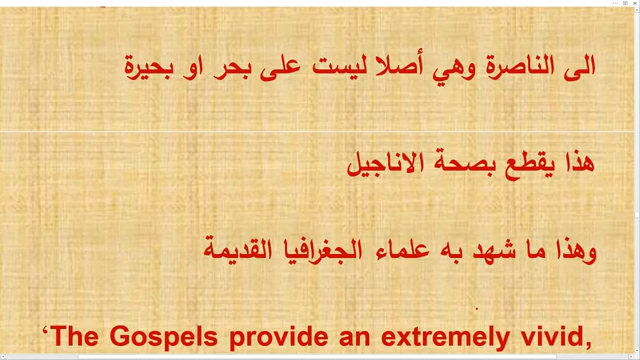 الى الناصرة وهي أصلا ليست على بحر او بحيرة
هذا يقطع بصحة الاناجيل
وهذا ما شهد به علماء الجغرافيا القديمة
‘The Gospels provide an extremely vivid,